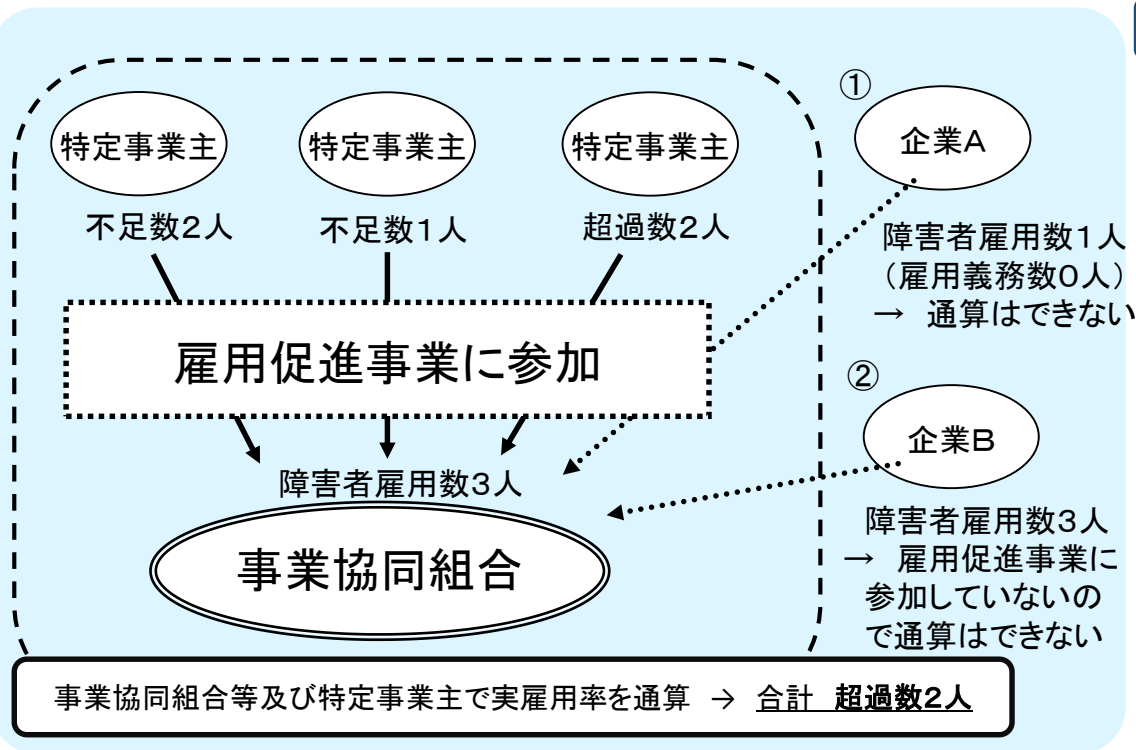 特定事業主
特定事業主
特定事業主
不足数2人
不足数1人
超過数2人
雇用促進事業に参加
障害者雇用数3人
事業協同組合
①
企業A
障害者雇用数1人
（雇用義務数0人）
→ 通算はできない
②
企業B
障害者雇用数3人
→ 雇用促進事業に
参加していないの
で通算はできない
事業協同組合等及び特定事業主で実雇用率を通算 → 合計 超過数2人